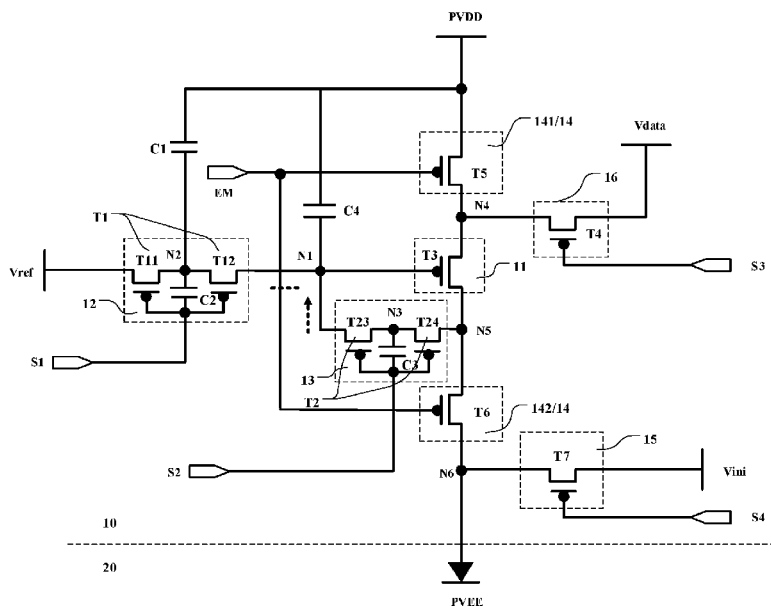 PVDD
141/14
Vdata
C1
EM
T5
16
N4
C4
T1
T4
N2
N1
T3
T11
T12
11
S3
Vref
C2
12
N3
N5
T23
T24
S1
13
C3
T2
T6
142/14
15
T7
S2
N6
Vini
10
S4
20
PVEE